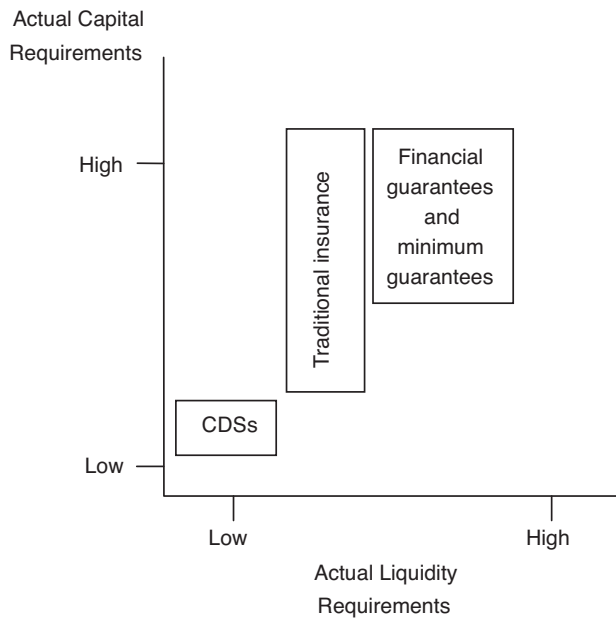 Actual Capital
Requirements
High
Traditional insurance
Financial
guarantees
and
minimum
guarantees
CDSs
Low
Low
High
Actual Liquidity
Requirements